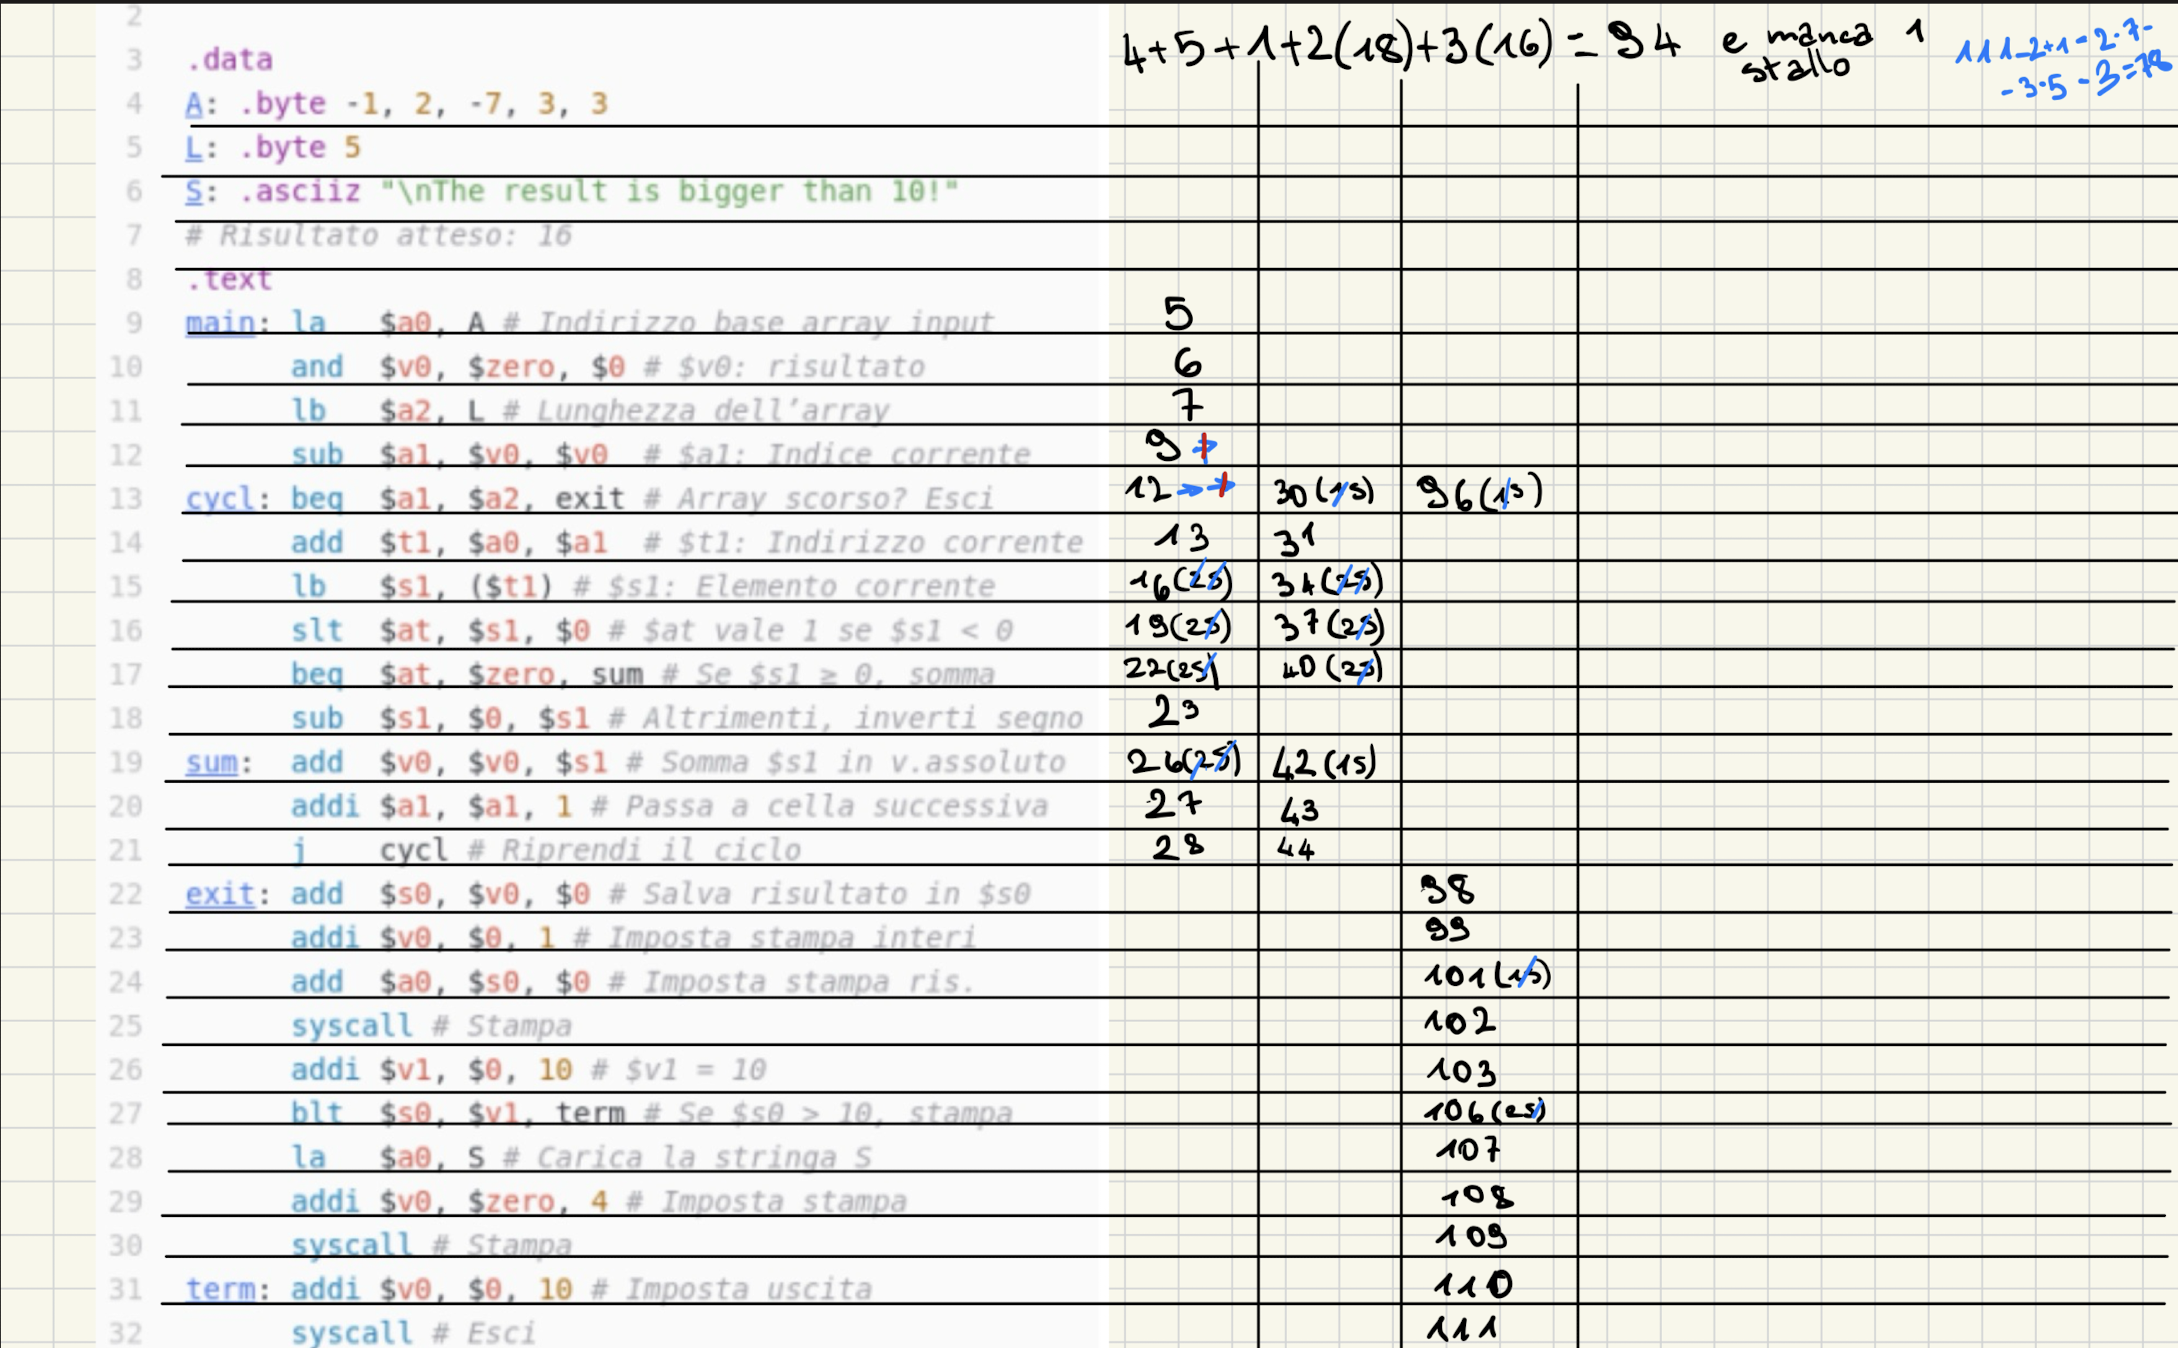 2
4+5+1+2(18)+3(16) = 94 e manca 1 stallo
111-2+1-2·7-
-3·5-3=78
3 .data
4 A: .byte -1, 2, -7, 3, 3
5 L: .byte 5
6 S: .asciiz "\nThe result is bigger than 10!"
7 # Risultato atteso: 16
8 .text
9 main: la $a0, A # Indirizzo base array input 5
10 and $v0, $zero, $0 # $v0: risultato 6
11 lb $a2, L # Lunghezza dell'array 7
12 sub $a1, $v0, $v0 # $a1: Indice corrente 9 →
13 cycl: beq $a1, $a2, exit # Array scorso? Esci 12 →→ 30(1s) 96(1s)
14 add $t1, $a0, $a1 # $t1: Indirizzo corrente 13 31
15 lb $s1, ($t1) # $s1: Elemento corrente 16(2s) 34(2s)
16 slt $at, $s1, $0 # $at vale 1 se $s1 < 0 19(2s) 37(2s)
17 beq $at, $zero, sum # Se $s1 ≥ 0, somma 22(2s) 40(2s)
18 sub $s1, $0, $s1 # Altrimenti, inverti segno 23
19 sum: add $v0, $v0, $s1 # Somma $s1 in v.assoluto 26(2s) 42(1s)
20 addi $a1, $a1, 1 # Passa a cella successiva 27 43
21 j cycl # Riprendi il ciclo 28 44
22 exit: add $s0, $v0, $0 # Salva risultato in $s0 98
23 addi $v0, $0, 1 # Imposta stampa interi 99
24 add $a0, $s0, $0 # Imposta stampa ris. 101(1s)
25 syscall # Stampa 102
26 addi $v1, $0, 10 # $v1 = 10 103
27 blt $s0, $v1, term # Se $s0 > 10, stampa 106(2s)
28 la $a0, S # Carica la stringa S 107
29 addi $v0, $zero, 4 # Imposta stampa 108
30 syscall # Stampa 109
31 term: addi $v0, $0, 10 # Imposta uscita 110
32 syscall # Esci 111